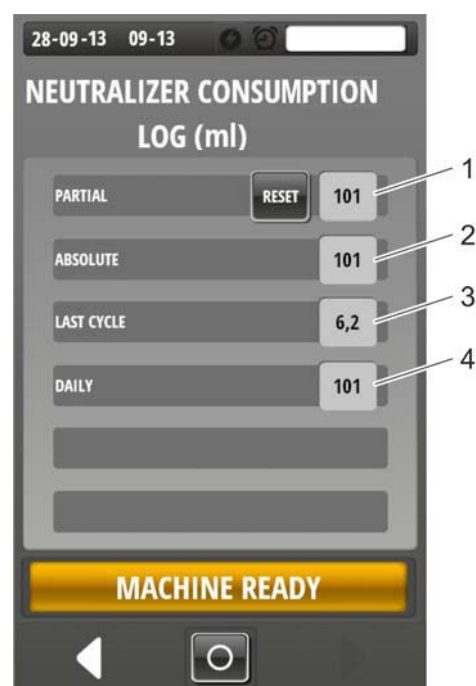 28-09-13 09-13
NEUTRALIZER CONSUMPTION
LOG (ml)
PARTIAL RESET 101 1
ABSOLUTE 101 2
LAST CYCLE 6,2 3
DAILY 101 4
MACHINE READY